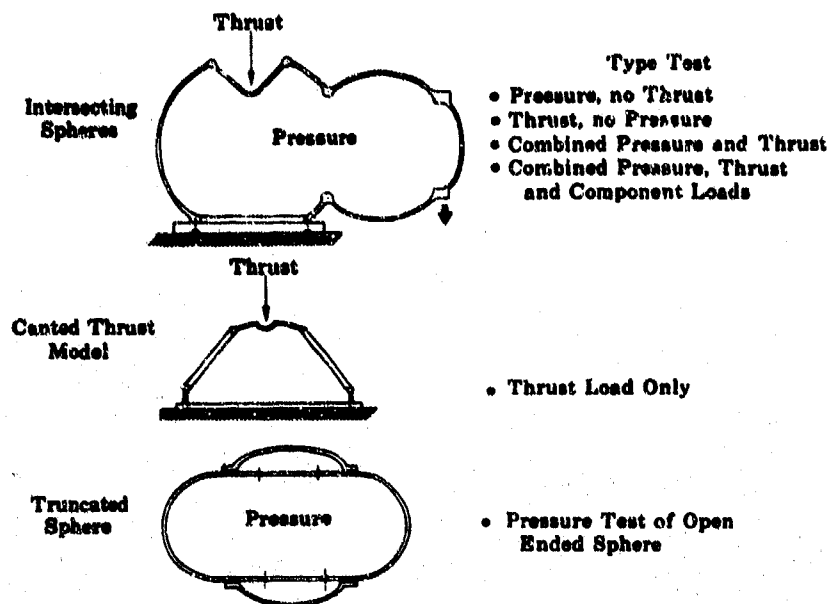 Thrust
Type Test
Intersecting
Spheres
Pressure
• Pressure, no Thrust
• Thrust, no Pressure
• Combined Pressure and Thrust
• Combined Pressure, Thrust
and Component Loads
Thrust
Canted Thrust
Model
• Thrust Load Only
Truncated
Sphere
Pressure
• Pressure Test of Open
Ended Sphere